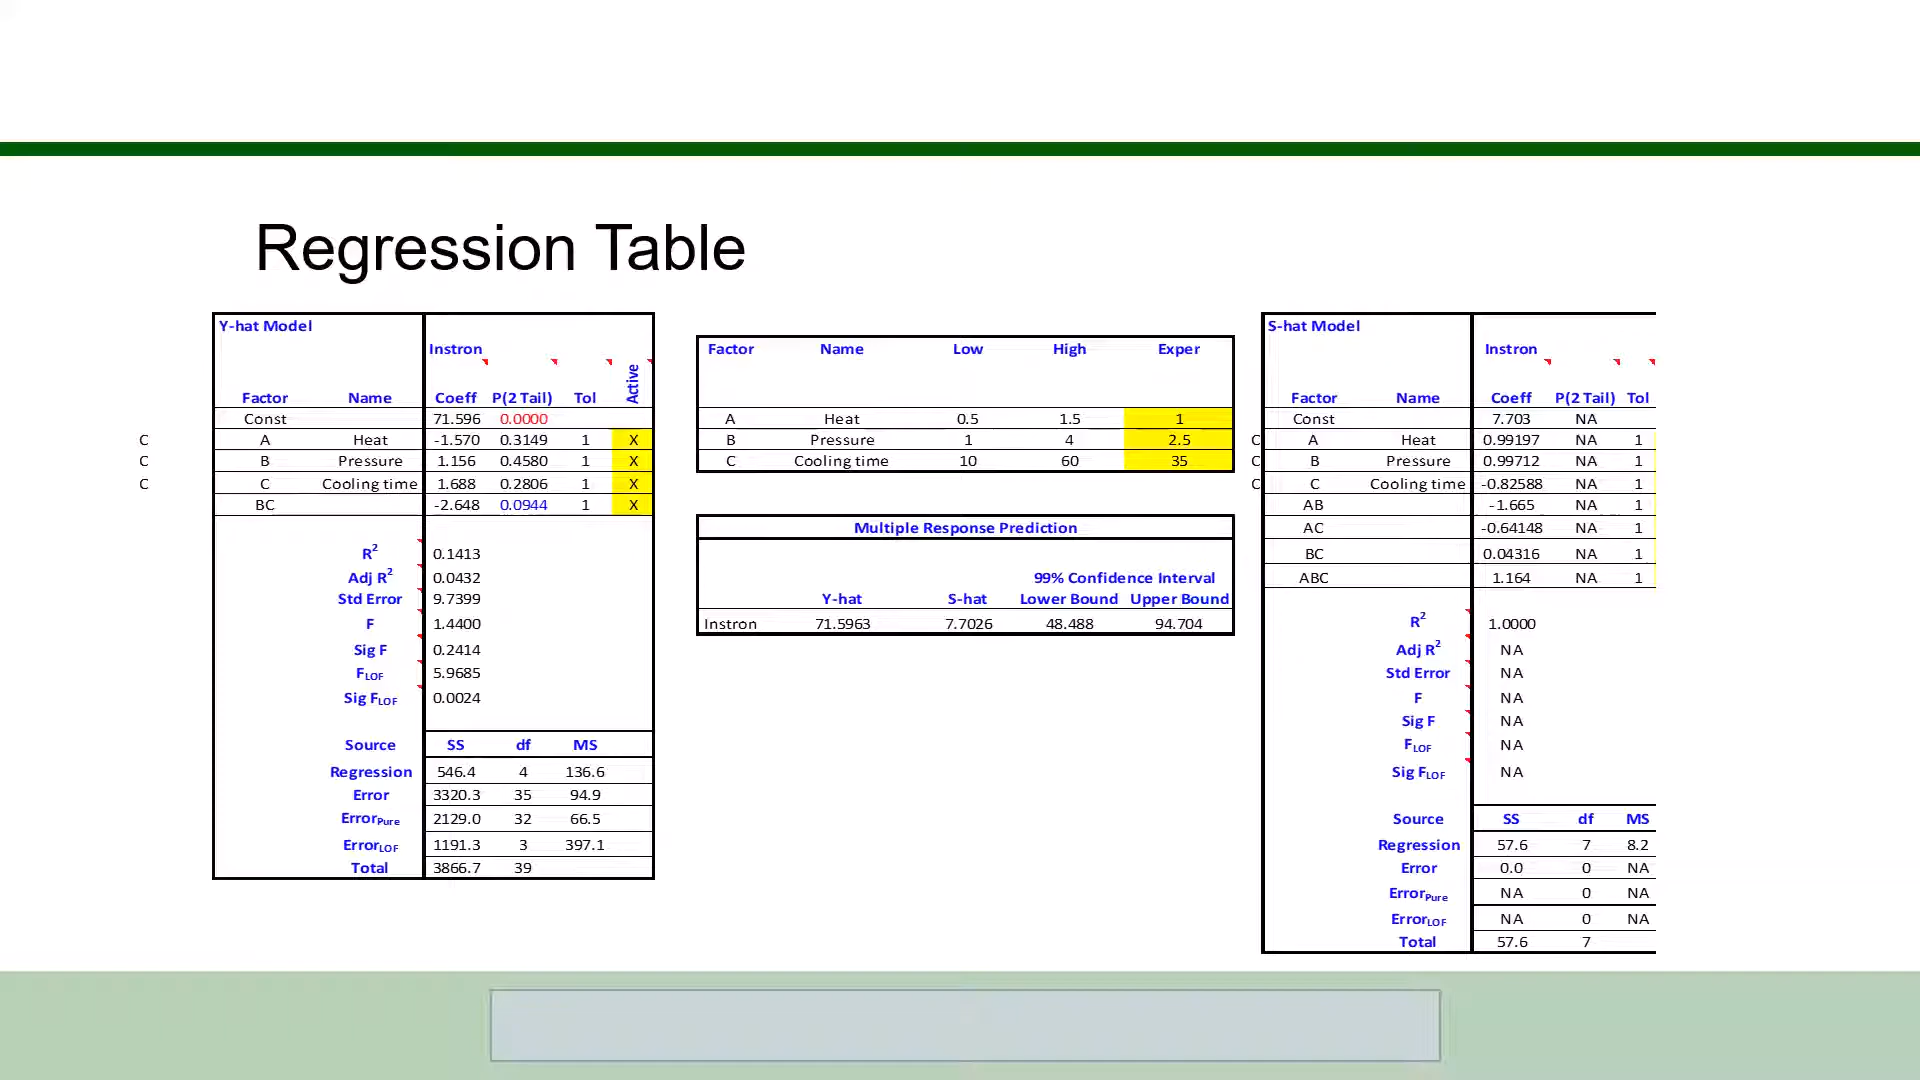 Regression Table
Y-hat Model
Instron
Factor Name Coeff P(2 Tail) Tol Active
Const 71.596 0.0000
C A Heat -1.570 0.3149 1 X
C B Pressure 1.156 0.4580 1 X
C C Cooling time 1.688 0.2806 1 X
BC -2.648 0.0944 1 X
R2 0.1413
Adj R2 0.0432
Std Error 9.7399
F 1.4400
Sig F 0.2414
FLOF 5.9685
Sig FLOF 0.0024
Source SS df MS
Regression 546.4 4 136.6
Error 3320.3 35 94.9
ErrorPure 2129.0 32 66.5
ErrorLOF 1191.3 3 397.1
Total 3866.7 39
Factor Name Low High Exper
A Heat 0.5 1.5 1
B Pressure 1 4 2.5
C Cooling time 10 60 35
Multiple Response Prediction
99% Confidence Interval
Y-hat S-hat Lower Bound Upper Bound
Instron 71.5963 7.7026 48.488 94.704
S-hat Model
Instron
Factor Name Coeff P(2 Tail) Tol
Const 7.703 NA
C A Heat 0.99197 NA 1
C B Pressure 0.99712 NA 1
C C Cooling time -0.82588 NA 1
AB -1.665 NA 1
AC -0.64148 NA 1
BC 0.04316 NA 1
ABC 1.164 NA 1
R2 1.0000
Adj R2 NA
Std Error NA
F NA
Sig F NA
FLOF NA
Sig FLOF NA
Source SS df MS
Regression 57.6 7 8.2
Error 0.0 0 NA
ErrorPure NA 0 NA
ErrorLOF NA 0 NA
Total 57.6 7